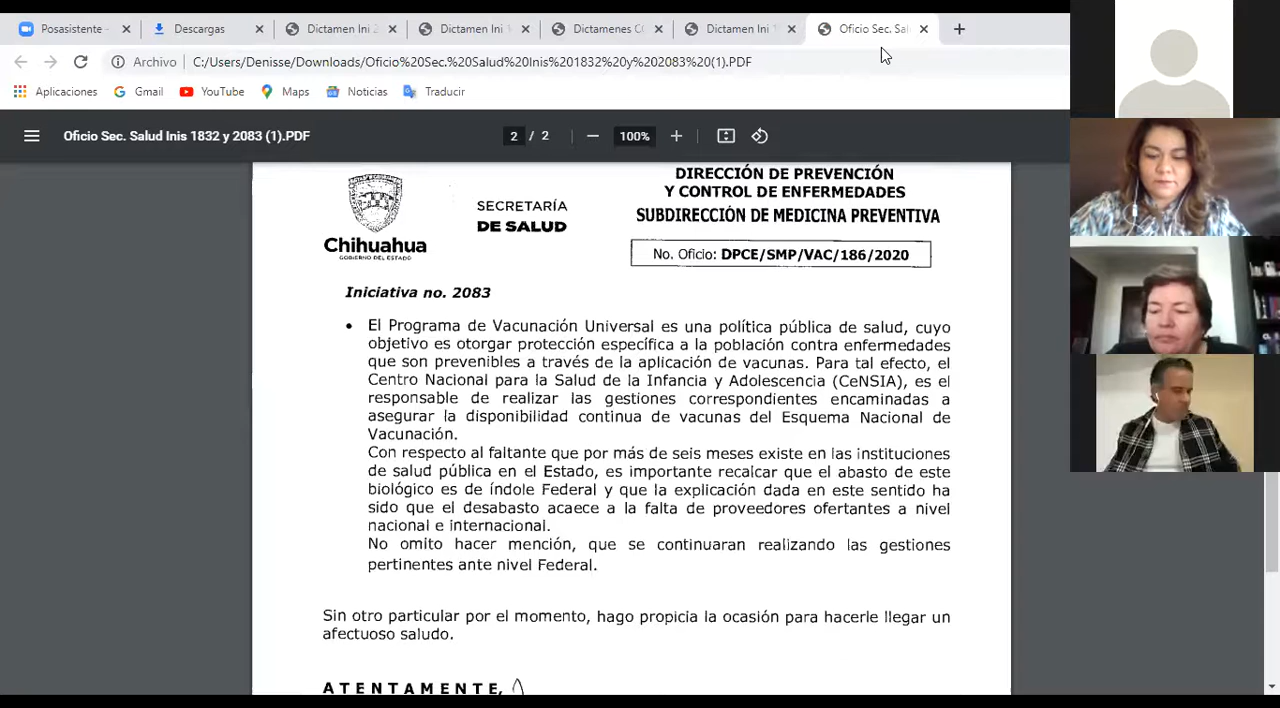 Posasistente -
Descargas
Dictamen Ini 2
Dictamen Ini 1
Dictamenes CO
Dictamen Ini 1
Oficio Sec. Sal
Archivo
C:/Users/Denisse/Downloads/Oficio%20Sec.%20Salud%20Inis%201832%20y%202083%20(1).PDF
Aplicaciones
Gmail
YouTube
Maps
Noticias
Traducir
Oficio Sec. Salud Inis 1832 y 2083 (1).PDF
2 / 2
100%
Chihuahua
GOBIERNO DEL ESTADO
SECRETARÍA
DE SALUD
DIRECCIÓN DE PREVENCIÓN
Y CONTROL DE ENFERMEDADES
SUBDIRECCIÓN DE MEDICINA PREVENTIVA
No. Oficio: DPCE/SMP/VAC/186/2020
Iniciativa no. 2083
• El Programa de Vacunación Universal es una política pública de salud, cuyo
objetivo es otorgar protección específica a la población contra enfermedades
que son prevenibles a través de la aplicación de vacunas. Para tal efecto, el
Centro Nacional para la Salud de la Infancia y Adolescencia (CeNSIA), es el
responsable de realizar las gestiones correspondientes encaminadas a
asegurar la disponibilidad continua de vacunas del Esquema Nacional de
Vacunación.
Con respecto al faltante que por más de seis meses existe en las instituciones
de salud pública en el Estado, es importante recalcar que el abasto de este
biológico es de índole Federal y que la explicación dada en este sentido ha
sido que el desabasto acaece a la falta de proveedores ofertantes a nivel
nacional e internacional.
No omito hacer mención, que se continuaran realizando las gestiones
pertinentes ante nivel Federal.
Sin otro particular por el momento, hago propicia la ocasión para hacerle llegar un
afectuoso saludo.
ATENTAMENTE,